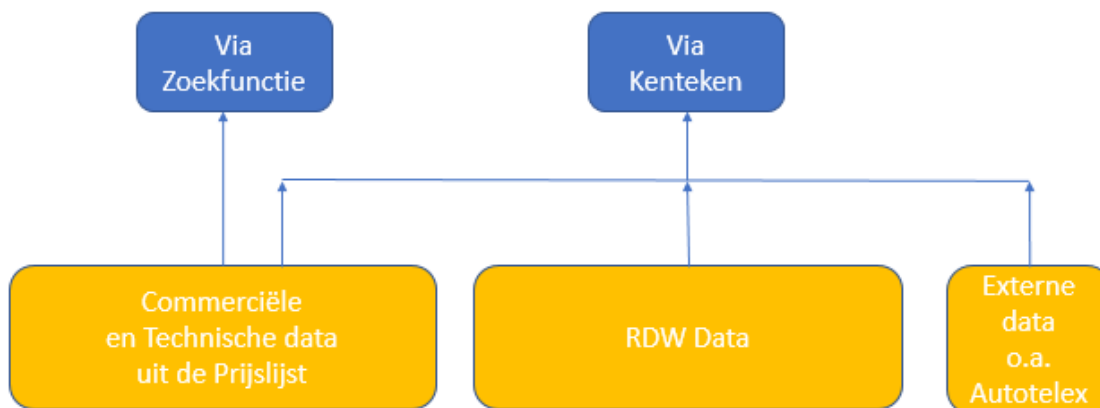 Via
Zoekfunctie
Via
Kenteken
Commerciële
en Technische data
uit de Prijslijst
RDW Data
Externe
data
o.a.
Autotelex